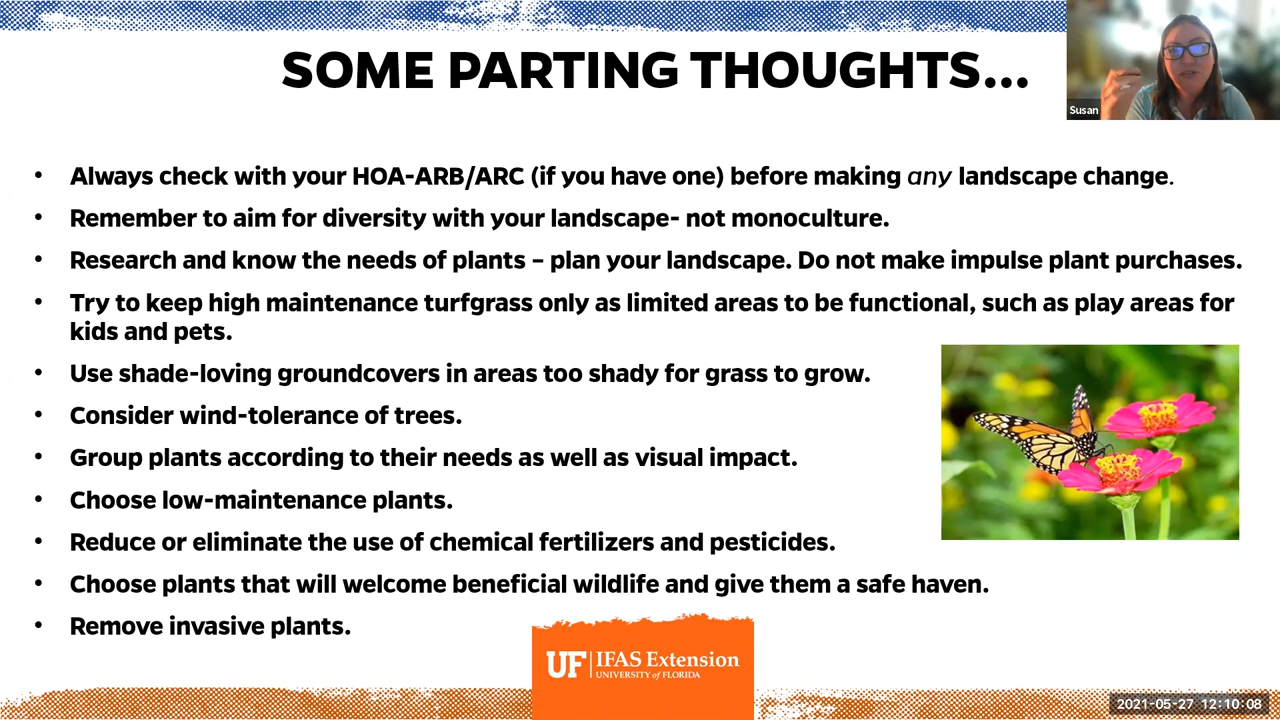 SOME PARTING THOUGHTS...
Susan
• Always check with your HOA-ARB/ARC (if you have one) before making any landscape change.
• Remember to aim for diversity with your landscape- not monoculture.
• Research and know the needs of plants – plan your landscape. Do not make impulse plant purchases.
• Try to keep high maintenance turfgrass only as limited areas to be functional, such as play areas for
kids and pets.
• Use shade-loving groundcovers in areas too shady for grass to grow.
• Consider wind-tolerance of trees.
• Group plants according to their needs as well as visual impact.
• Choose low-maintenance plants.
• Reduce or eliminate the use of chemical fertilizers and pesticides.
• Choose plants that will welcome beneficial wildlife and give them a safe haven.
• Remove invasive plants.
UF IFAS Extension
UNIVERSITY of FLORIDA
2021-05-27 12:10:08